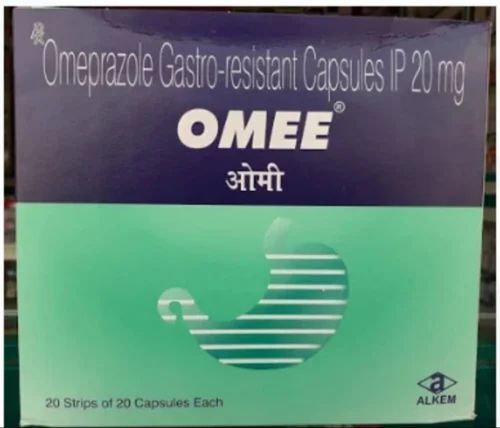 Omeprazole Gastro-resistant Capsules IP 20 mg
OMEE®
ओमी
20 Strips of 20 Capsules Each
a
ALKEM